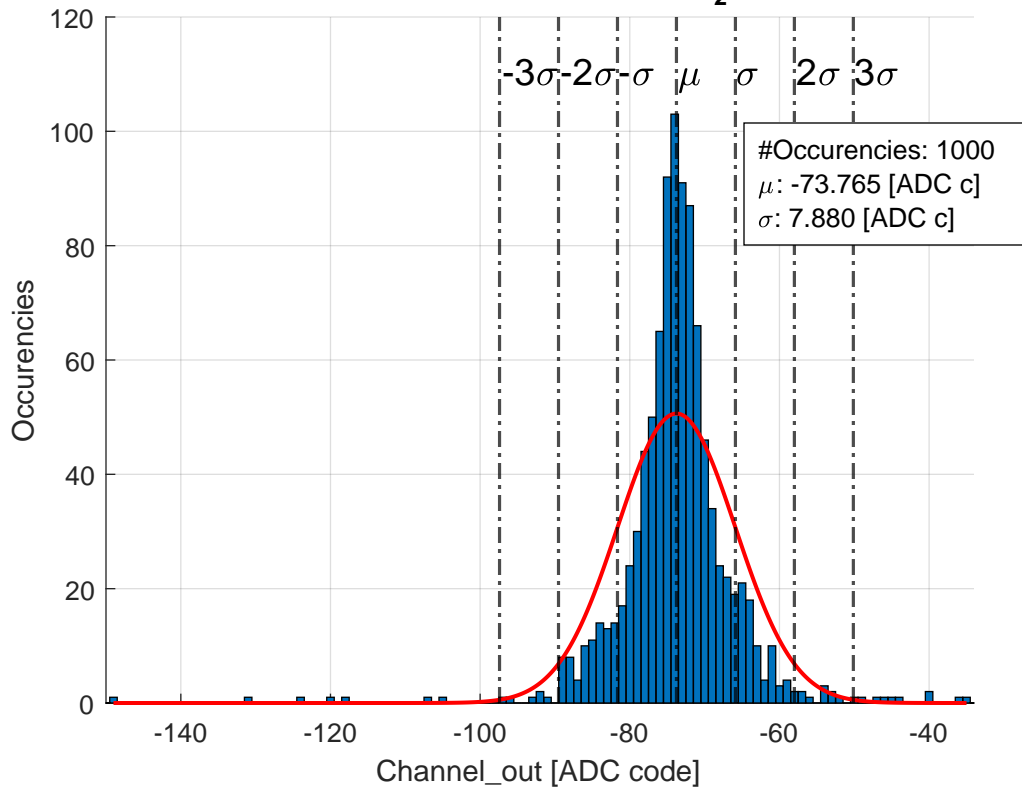 2
120
100
80
60
40
20
0
-3σ -2σ -σ μ σ 2σ 3σ
#Occurencies: 1000
μ: -73.765 [ADC c]
σ: 7.880 [ADC c]
Occurencies
-140 -120 -100 -80 -60 -40
Channel_out [ADC code]